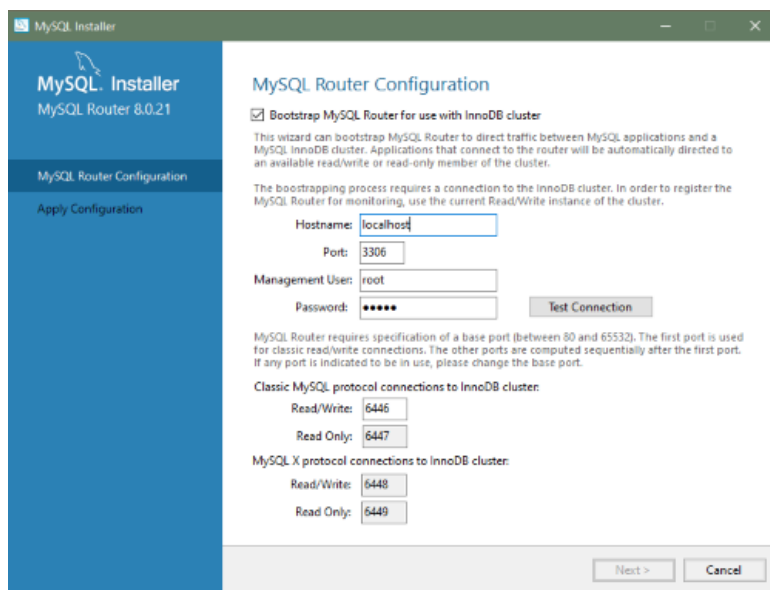 MySQL Installer
MySQL. Installer
MySQL Router 8.0.21
MySQL Router Configuration
Apply Configuration
MySQL Router Configuration
Bootstrap MySQL Router for use with InnoDB cluster
This wizard can bootstrap MySQL Router to direct traffic between MySQL applications and a
MySQL InnoDB cluster. Applications that connect to the router will be automatically directed to
an available read/write or read-only member of the cluster.
The boostrapping process requires a connection to the InnoDB cluster. In order to register the
MySQL Router for monitoring, use the current Read/Write instance of the cluster.
Hostname: localhost
Port: 3306
Management User: root
Password: ●●●●● Test Connection
MySQL Router requires specification of a base port (between 80 and 65532). The first port is used
for classic read/write connections. The other ports are computed sequentially after the first port.
If any port is indicated to be in use, please change the base port.
Classic MySQL protocol connections to InnoDB cluster:
Read/Write: 6446
Read Only: 6447
MySQL X protocol connections to InnoDB cluster:
Read/Write: 6448
Read Only: 6449
Next > Cancel